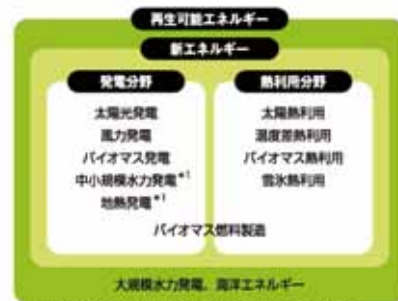 再生可能エネルギー
新エネルギー
発電分野
太陽光発電
風力発電
バイオマス発電
中小規模水力発電*1
地熱発電*1
熱利用分野
太陽熱利用
温度差熱利用
バイオマス熱利用
雪氷熱利用
バイオマス燃料製造
大規模水力発電、海洋エネルギー